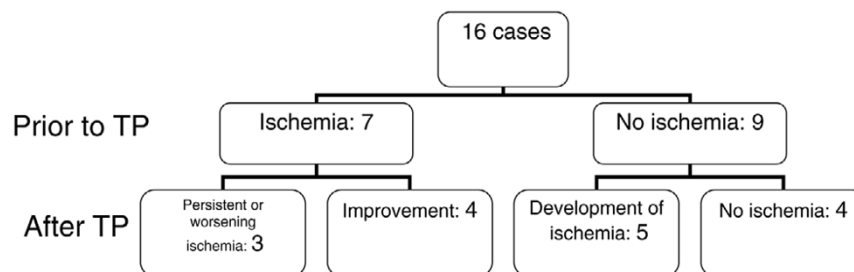 16 cases
Prior to TP
Ischemia: 7
No ischemia: 9
After TP
Persistent or
worsening
ischemia: 3
Improvement: 4
Development of
ischemia: 5
No ischemia: 4